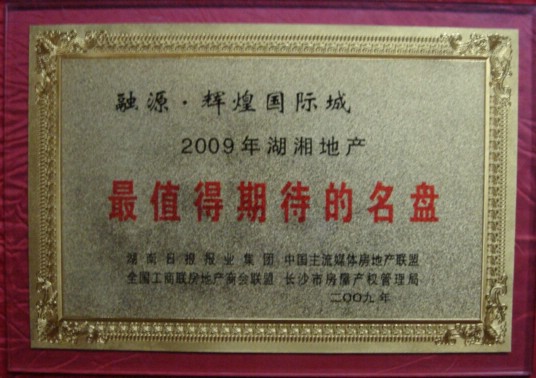 融源·辉煌国际城
2009年湖湘地产
最值得期待的名盘
湖南日报报业集团 中国主流媒体房地产联盟
全国工商联房地产商会联盟 长沙市房屋产权管理局
二〇〇九年